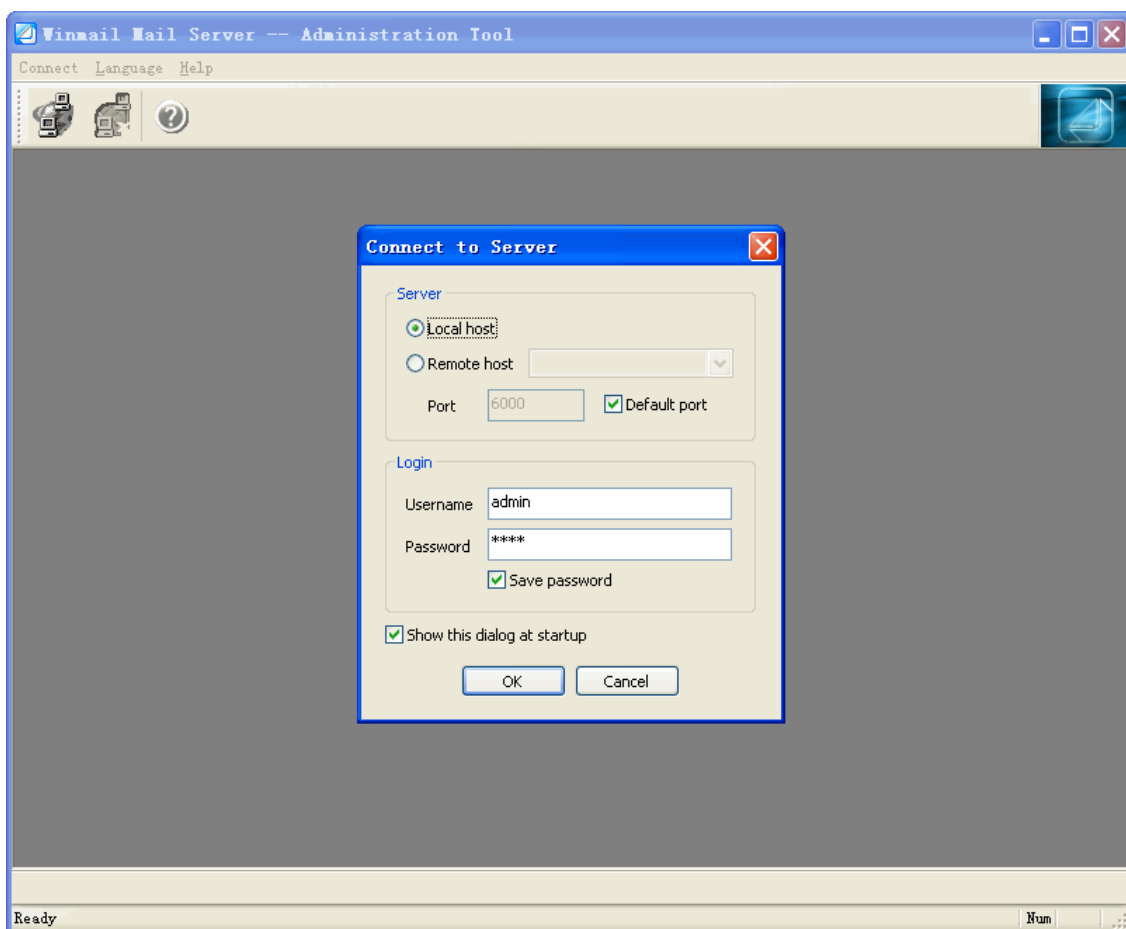 Winmail Mail Server -- Administration Tool
Connect Language Help
Connect to Server
Server
Local host
Remote host
Port 6000 Default port
Login
Username admin
Password ****
Save password
Show this dialog at startup
OK Cancel
Ready Num